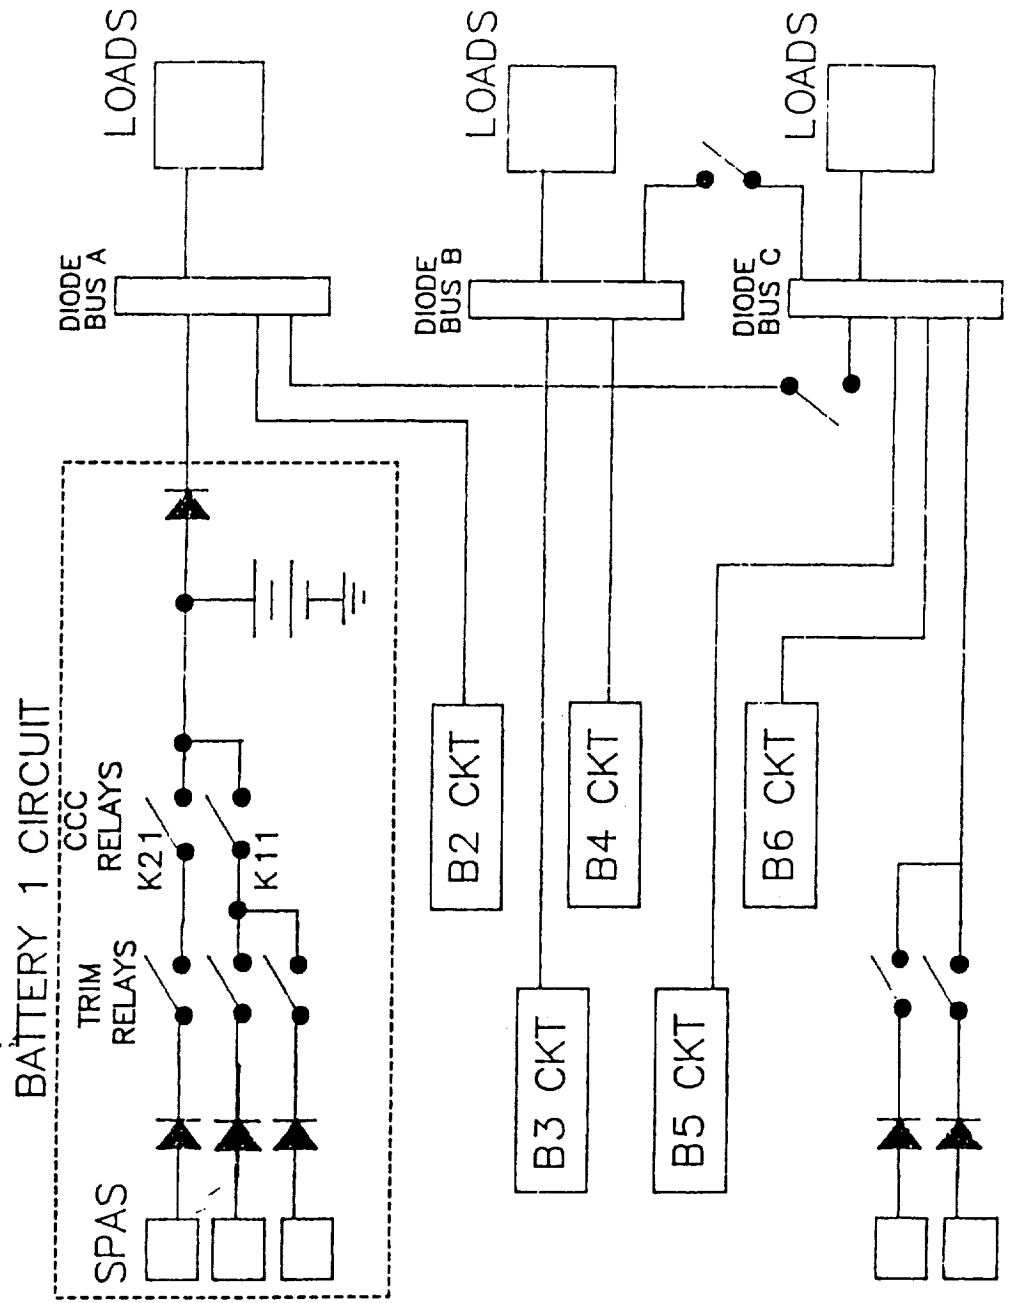 BATTERY 1 CIRCUIT
SPAS
TRIM
RELAYS
CCC
RELAYS
K21
K11
DIODE
BUS A
LOADS
B2 CKT
B3 CKT
B4 CKT
DIODE
BUS B
LOADS
B5 CKT
B6 CKT
DIODE
BUS C
LOADS